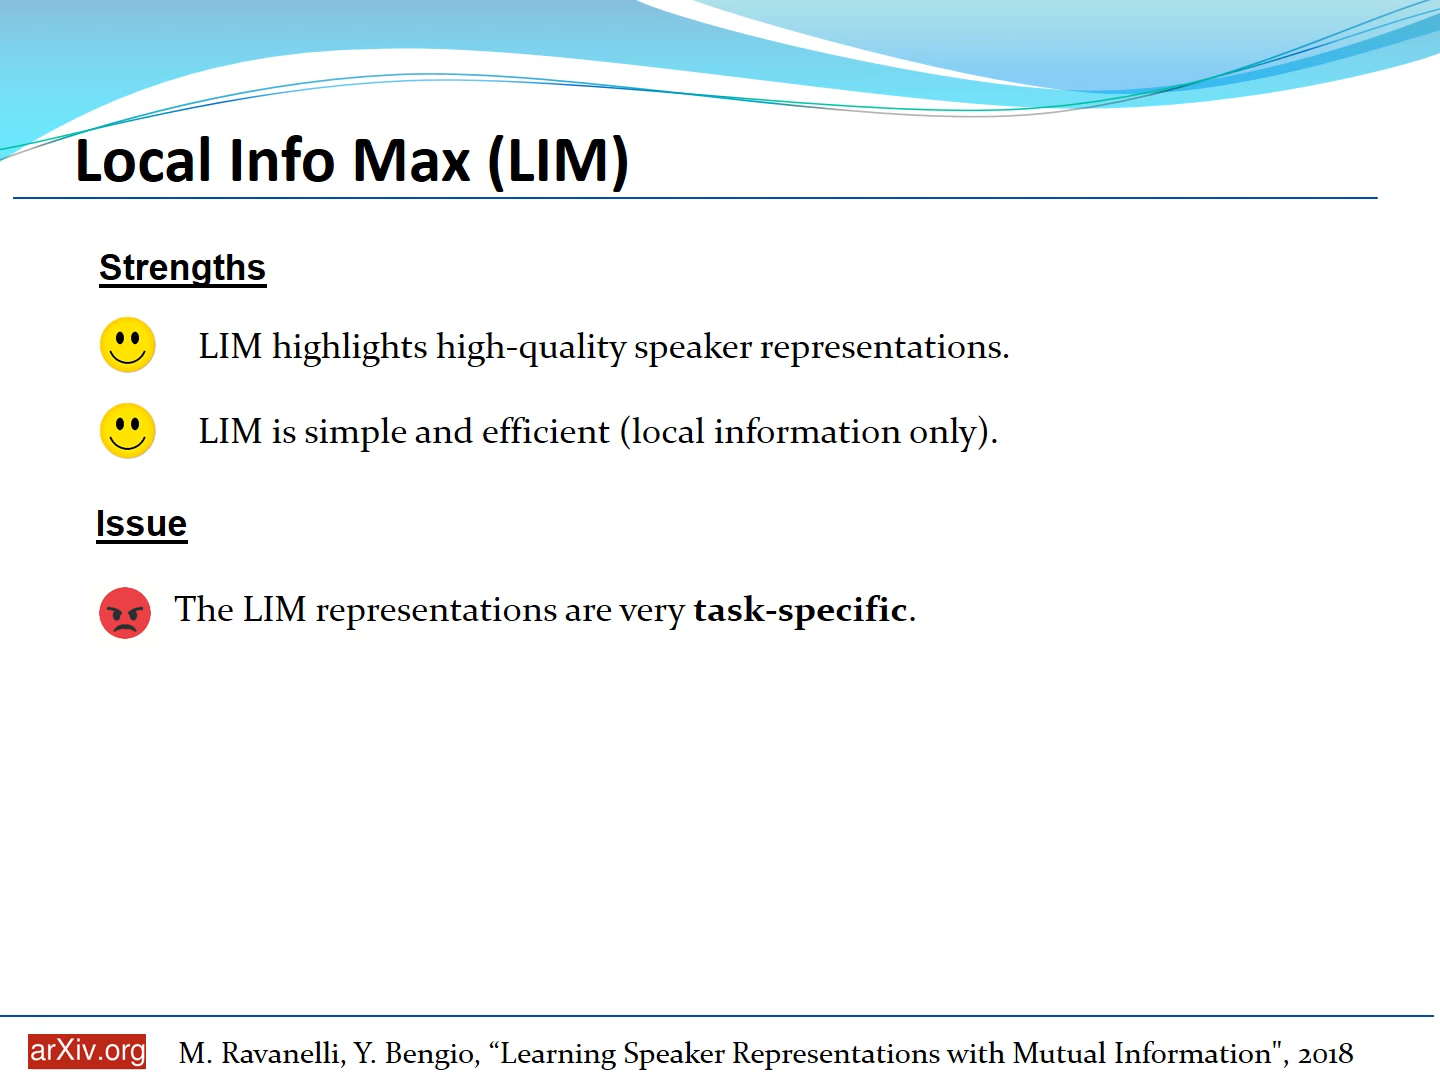 Local Info Max (LIM)
Strengths
LIM highlights high-quality speaker representations.
LIM is simple and efficient (local information only).
Issue
The LIM representations are very task-specific.
arXiv.org
M. Ravanelli, Y. Bengio, “Learning Speaker Representations with Mutual Information", 2018